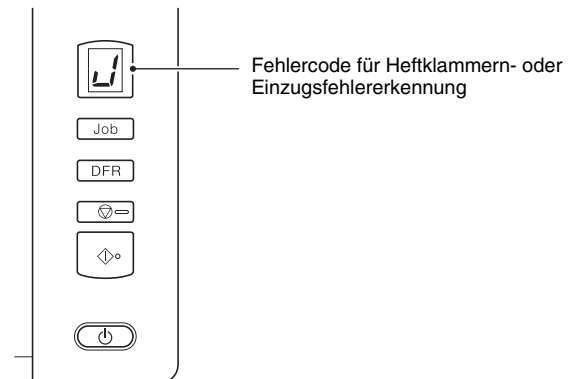 J
Fehlercode für Heftklammern- oder
Einzugsfehlererkennung
Job
DFR